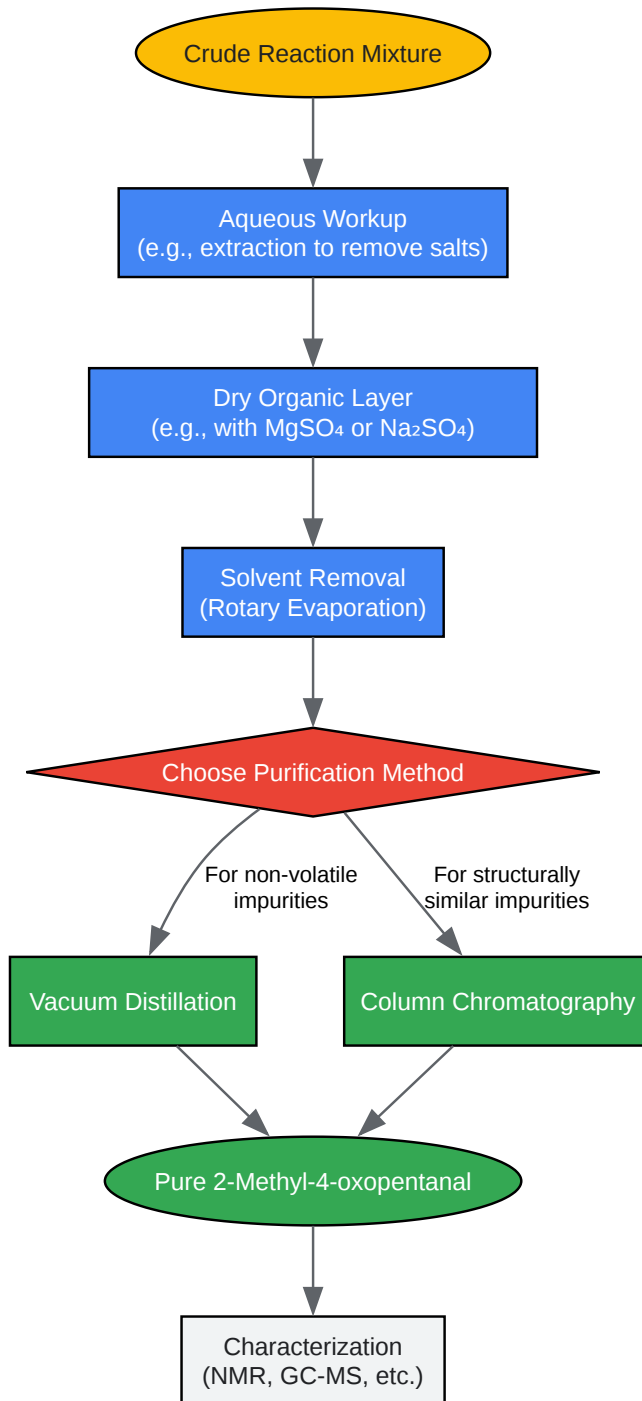 Crude Reaction Mixture
Aqueous Workup
(e.g., extraction to remove salts)
Dry Organic Layer
(e.g., with MgSO₄ or Na₂SO₄)
Solvent Removal
(Rotary Evaporation)
Choose Purification Method
For non-volatile
impurities
For structurally
similar impurities
Vacuum Distillation
Column Chromatography
Pure 2-Methyl-4-oxopentanal
Characterization
(NMR, GC-MS, etc.)